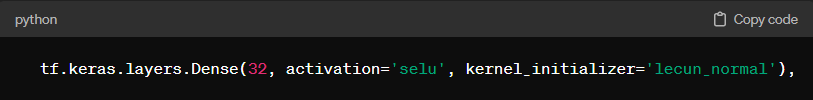 python
Copy code
tf.keras.layers.Dense(32, activation='selu', kernel_initializer='lecun_normal'),